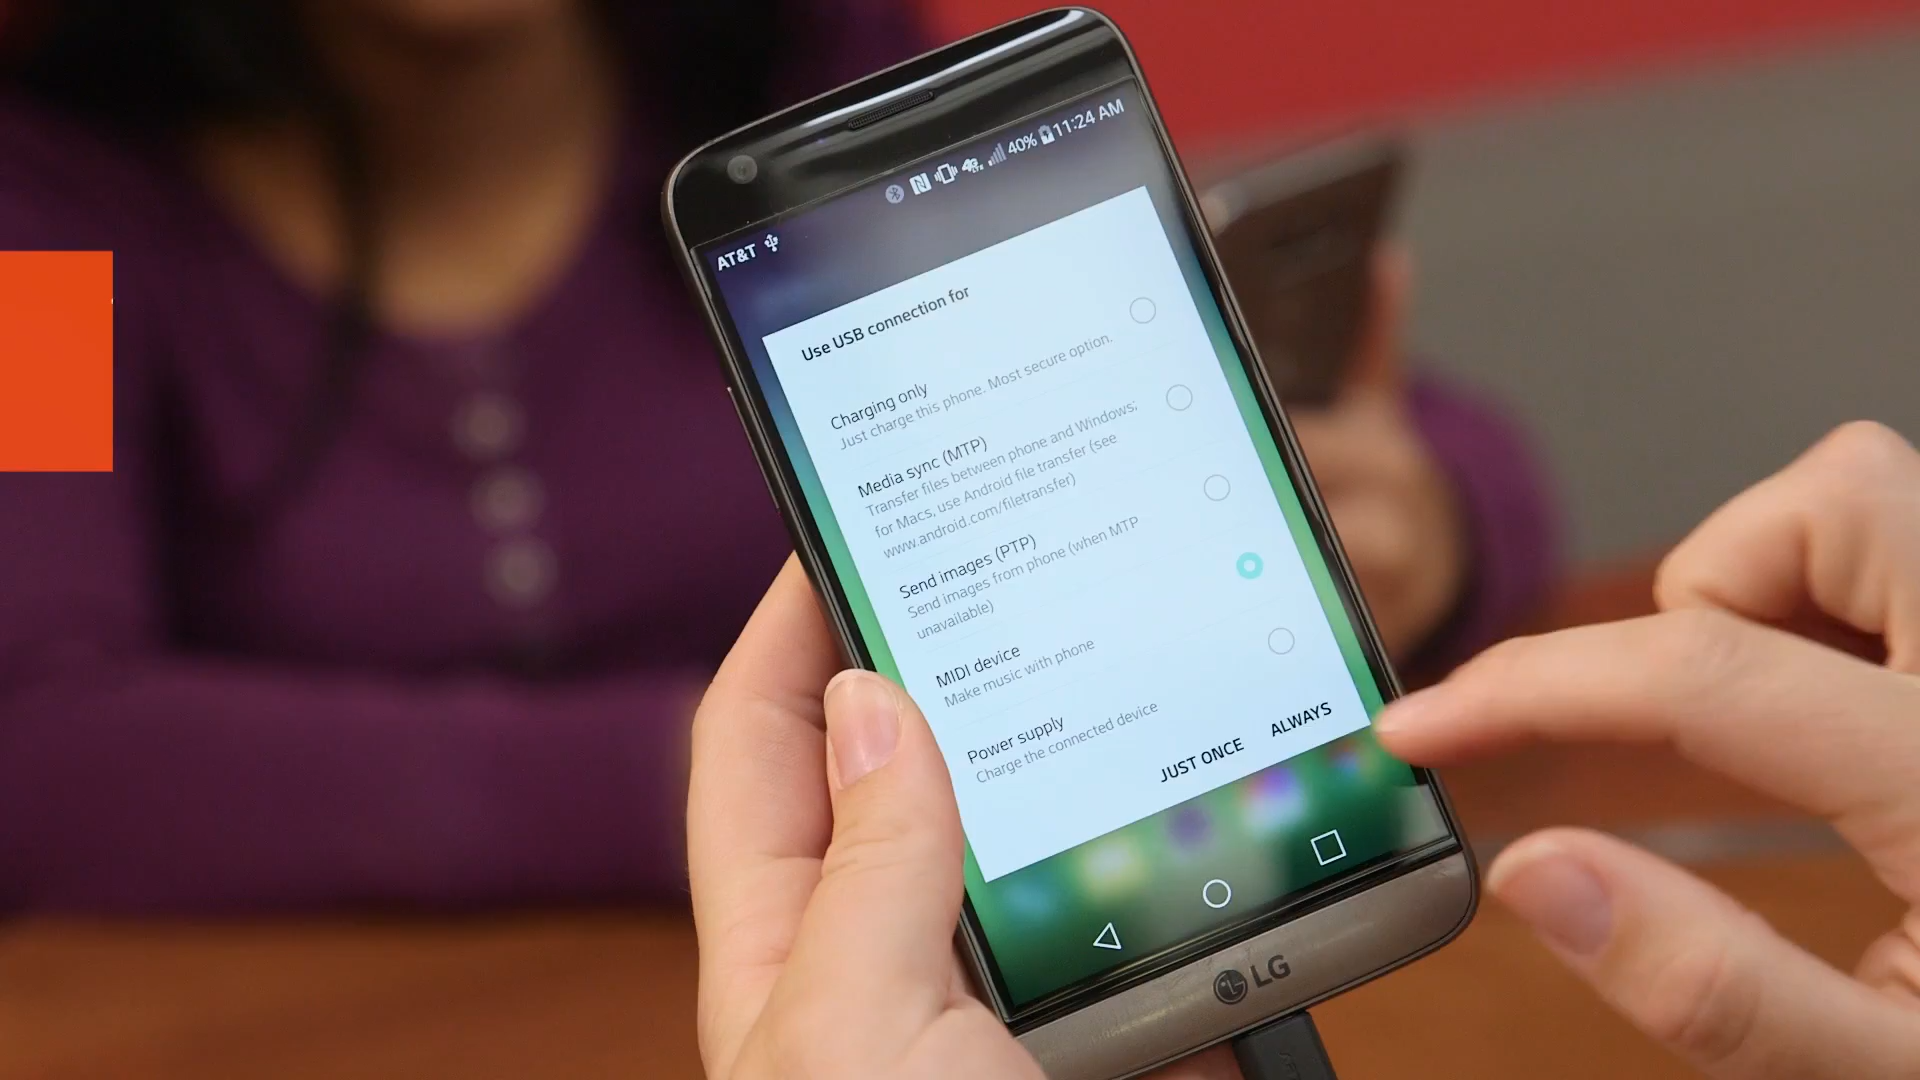 40% 11:24 AM
AT&T
Use USB connection for
Charging only
Just charge this phone. Most secure option.
Media sync (MTP)
Transfer files between phone and Windows;
for Macs, use Android file transfer (see
www.android.com/filetransfer)
Send images (PTP)
Send images from phone (when MTP
unavailable)
MIDI device
Make music with phone
Power supply
Charge the connected device
JUST ONCE ALWAYS
LG